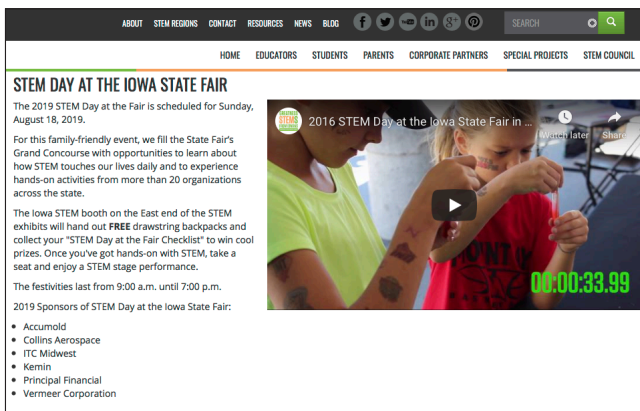 ABOUT STEM REGIONS CONTACT RESOURCES NEWS BLOG SEARCH
HOME EDUCATORS STUDENTS PARENTS CORPORATE PARTNERS SPECIAL PROJECTS STEM COUNCIL
STEM DAY AT THE IOWA STATE FAIR
The 2019 STEM Day at the Fair is scheduled for Sunday,
August 18, 2019.
For this family-friendly event, we fill the State Fair's
Grand Concourse with opportunities to learn about
how STEM touches our lives daily and to experience
hands-on activities from more than 20 organizations
across the state.
The Iowa STEM booth on the East end of the STEM
exhibits will hand out FREE drawstring backpacks and
collect your "STEM Day at the Fair Checklist" to win cool
prizes. Once you've got hands-on with STEM, take a
seat and enjoy a STEM stage performance.
The festivities last from 9:00 a.m. until 7:00 p.m.
2019 Sponsors of STEM Day at the Iowa State Fair:
• Accumold
• Collins Aerospace
• ITC Midwest
• Kemin
• Principal Financial
• Vermeer Corporation
2016 STEM Day at the Iowa State Fair in ...
Watch later Share
00:00:33.99